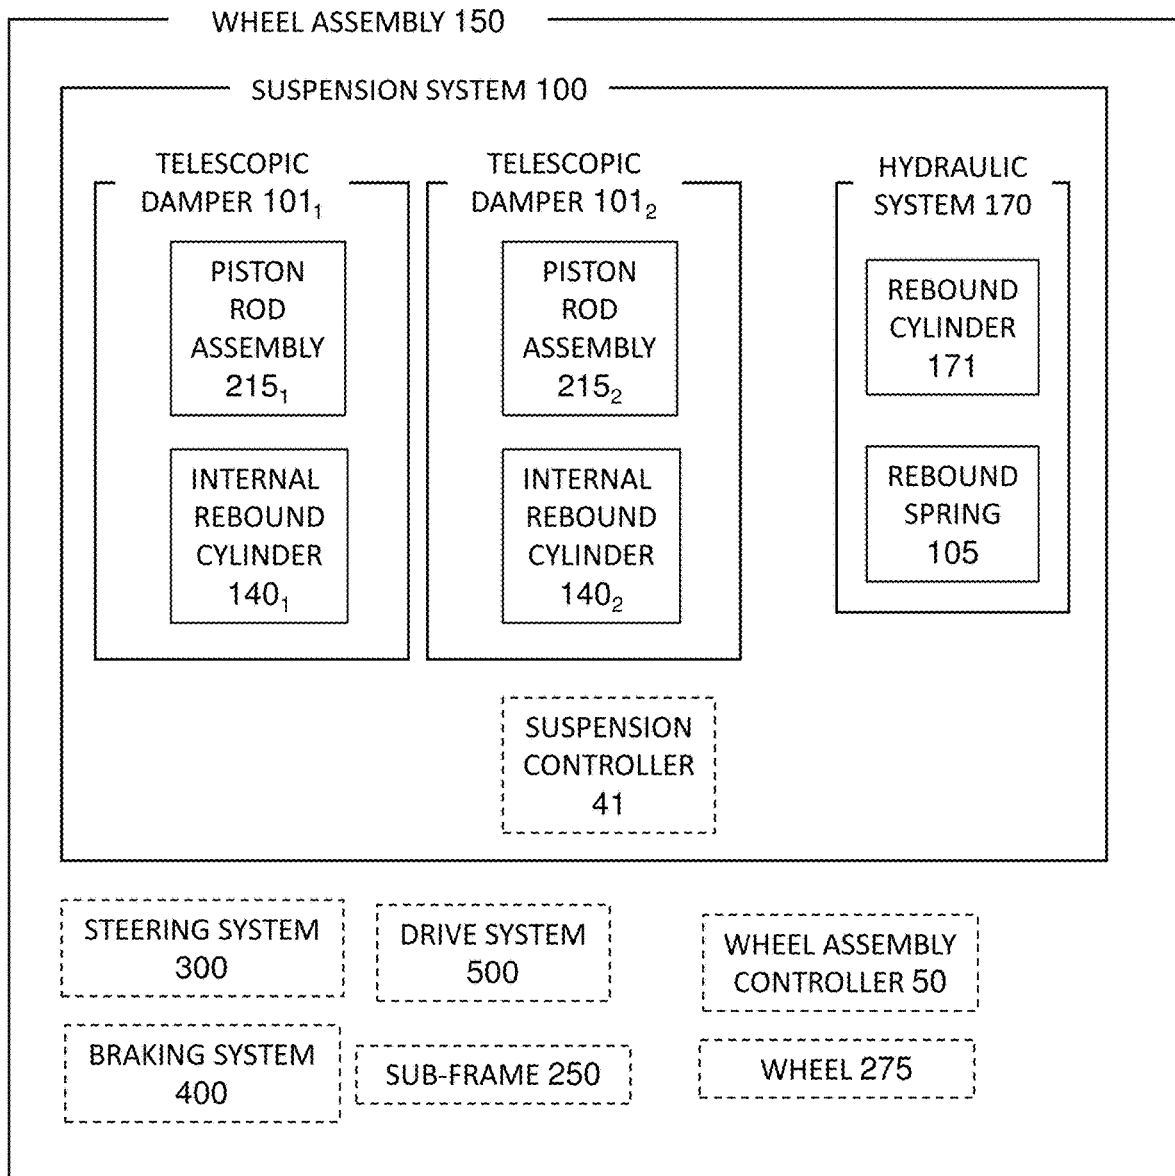 WHEEL ASSEMBLY 150
SUSPENSION SYSTEM 100
TELESCOPIC
DAMPER 101₁
PISTON
ROD
ASSEMBLY
215₁
INTERNAL
REBOUND
CYLINDER
140₁
TELESCOPIC
DAMPER 101₂
PISTON
ROD
ASSEMBLY
215₂
INTERNAL
REBOUND
CYLINDER
140₂
HYDRAULIC
SYSTEM 170
REBOUND
CYLINDER
171
REBOUND
SPRING
105
SUSPENSION
CONTROLLER
41
STEERING SYSTEM
300
DRIVE SYSTEM
500
WHEEL ASSEMBLY
CONTROLLER 50
BRAKING SYSTEM
400
SUB-FRAME 250
WHEEL 275